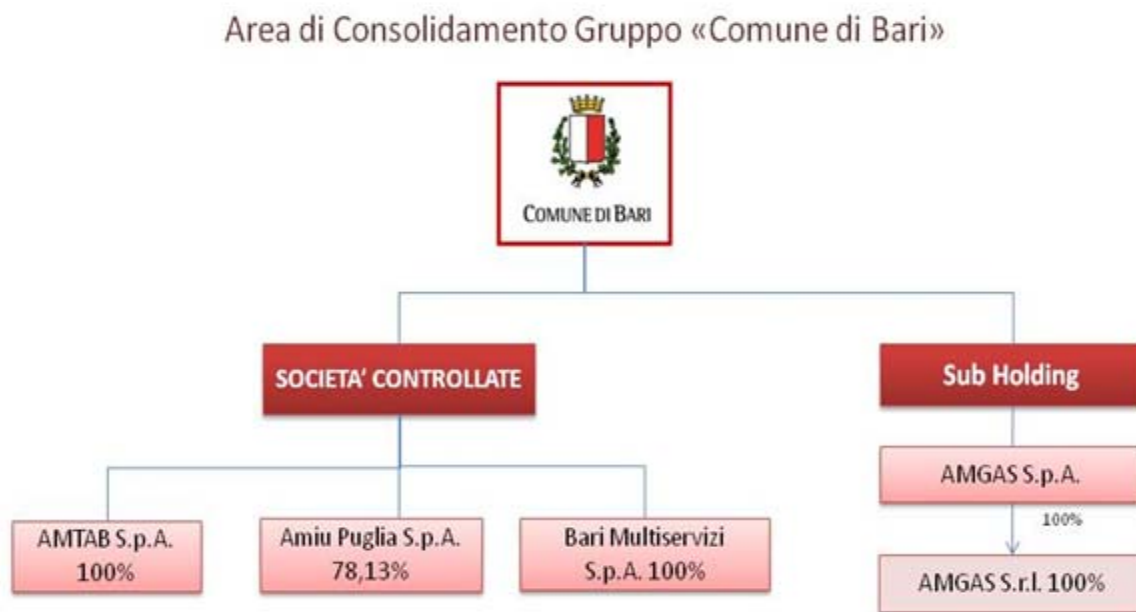 Area di Consolidamento Gruppo «Comune di Bari»
COMUNE DI BARI
SOCIETA' CONTROLLATE
Sub Holding
AMTAB S.p.A.
100%
Amiu Puglia S.p.A.
78,13%
Bari Multiservizi
S.p.A. 100%
AMGAS S.p.A.
100%
AMGAS S.r.l. 100%